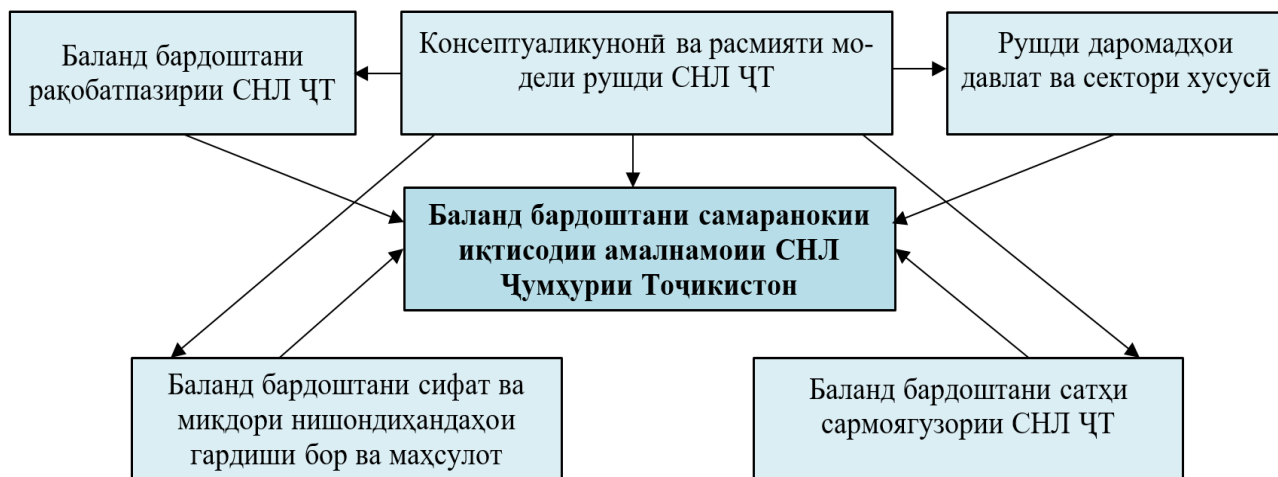 Баланд бардоштани
рақобатпазирии СНЛ ҶТ
Консептуаликунонӣ ва расмияти мо-
дели рушди СНЛ ҶТ
Рушди даромадҳои
давлат ва сектори хусусӣ
Баланд бардоштани самаранокии
иқтисодии амалнамоии СНЛ
Ҷумҳурии Тоҷикистон
Баланд бардоштани сифат ва
миқдори нишондиҳандаҳои
гардиши бор ва маҳсулот
Баланд бардоштани сатҳи
сармоягузории СНЛ ҶТ